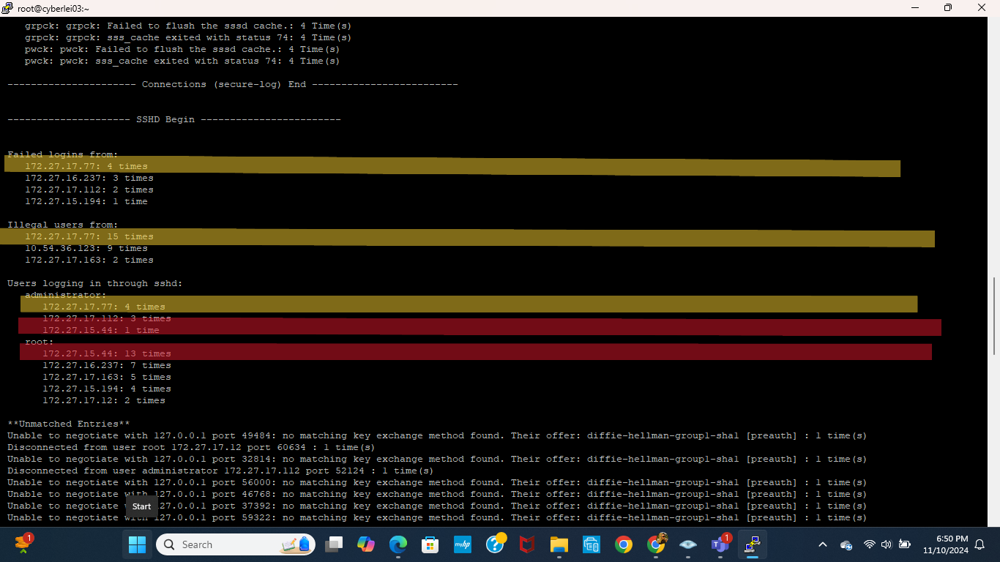 root@cyberlei03:~
grpck: grpck: Failed to flush the sssd cache.: 4 Time(s)
grpck: grpck: sss_cache exited with status 74: 4 Time(s)
pwck: pwck: Failed to flush the sssd cache.: 4 Time(s)
pwck: pwck: sss_cache exited with status 74: 4 Time(s)
---------------------- Connections (secure-log) End -------------------------
--------------------- SSHD Begin ------------------------
Failed logins from:
172.27.17.77: 4 times
172.27.16.237: 3 times
172.27.17.112: 2 times
172.27.15.194: 1 time
Illegal users from:
172.27.17.77: 15 times
10.54.36.123: 9 times
172.27.17.163: 2 times
Users logging in through sshd:
administrator:
172.27.17.77: 4 times
172.27.17.112: 3 times
172.27.15.44: 1 time
root:
172.27.15.44: 13 times
172.27.16.237: 7 times
172.27.17.163: 5 times
172.27.15.194: 4 times
172.27.17.12: 2 times
**Unmatched Entries**
Unable to negotiate with 127.0.0.1 port 49484: no matching key exchange method found. Their offer: diffie-hellman-group1-sha1 [preauth] : 1 time(s)
Disconnected from user root 172.27.17.12 port 60634 : 1 time(s)
Unable to negotiate with 127.0.0.1 port 32814: no matching key exchange method found. Their offer: diffie-hellman-group1-sha1 [preauth] : 1 time(s)
Disconnected from user administrator 172.27.17.112 port 52124 : 1 time(s)
Unable to negotiate with 127.0.0.1 port 56000: no matching key exchange method found. Their offer: diffie-hellman-group1-sha1 [preauth] : 1 time(s)
Unable to negotiate with 127.0.0.1 port 46768: no matching key exchange method found. Their offer: diffie-hellman-group1-sha1 [preauth] : 1 time(s)
Unable to negotiate 27.0.0.1 port 37392: no matching key exchange method found. Their offer: diffie-hellman-group1-sha1 [preauth] : 1 time(s)
Unable to negotiate with 127.0.0.1 port 59322: no matching key exchange method found. Their offer: diffie-hellman-group1-sha1 [preauth] : 1 time(s)
Start
1
Search
myhp
?
1
6:50 PM
11/10/2024